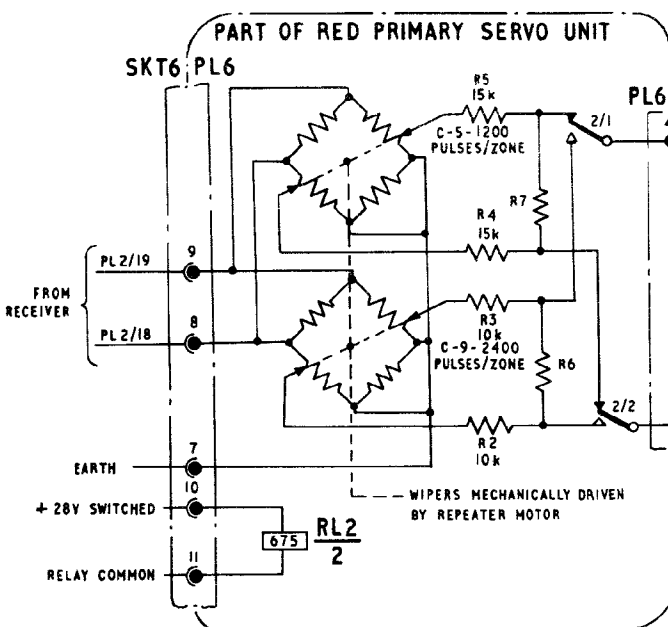 PART OF RED PRIMARY SERVO UNIT
SKT6 PL6
R5
15k
C-5-1200
PULSES/ZONE
2/1
PL6
R7
R4
15k
FROM
RECEIVER
PL2/19
9
PL2/18
8
R3
10k
C-9-2400
PULSES/ZONE
R6
2/2
R2
10k
EARTH
7
WIPERS MECHANICALLY DRIVEN
BY REPEATER MOTOR
+28V SWITCHED
10
675
RL2
2
RELAY COMMON
11